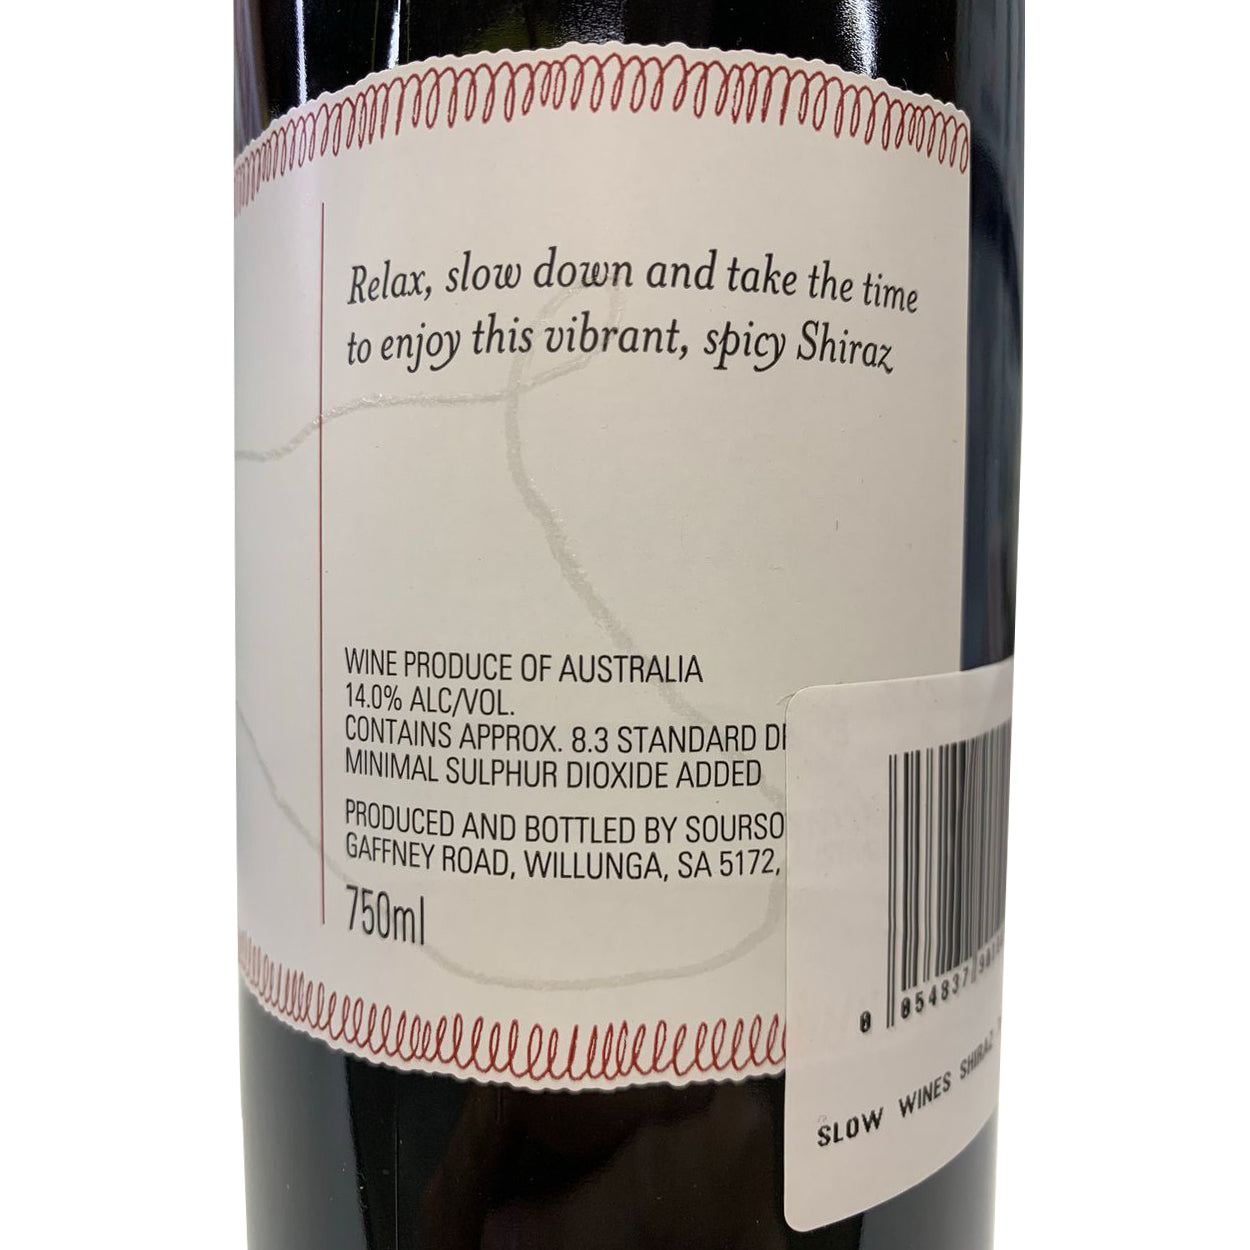 Relax, slow down and take the time
to enjoy this vibrant, spicy Shiraz
WINE PRODUCE OF AUSTRALIA
14.0% ALC/VOL.
CONTAINS APPROX. 8.3 STANDARD
MINIMAL SULPHUR DIOXIDE ADDED
PRODUCED AND BOTTLED BY
GAFFNEY ROAD, WILLUNGA, SA 5172,
750ml
0 054837
SLOW WINES SHIRAZ